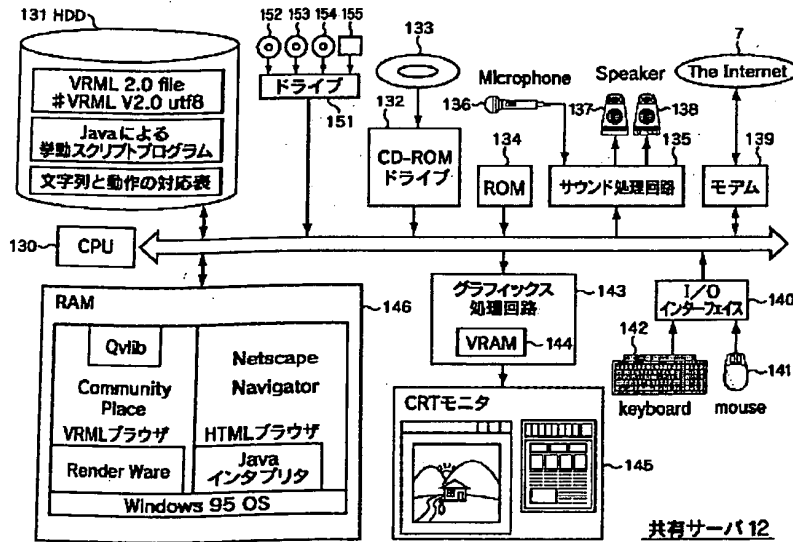 131 HDD
VRML 2.0 file
#VRML V2.0 utf8
Javaによる
挙動スクリプトプログラム
文字列と動作の対応表
152 153 154 155
ドライブ
151
133
132
CD-ROM
ドライブ
Microphone
136
134
ROM
Speaker
137
138
135
サウンド処理回路
7
The Internet
139
モデム
130
CPU
RAM
146
Qvlib
Community
Place
VRMLブラウザ
Render Ware
Netscape
Navigator
HTMLブラウザ
Java
インタプリタ
Windows 95 OS
グラフィックス
処理回路
143
VRAM
144
CRTモニタ
145
I/O
インターフェイス
140
142
keyboard
141
mouse
共有サーバ 12